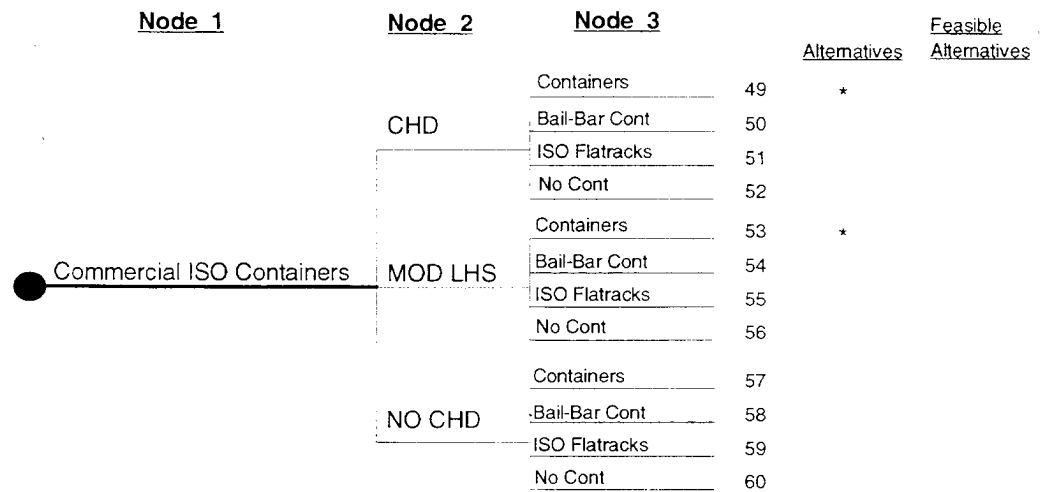 Node 1 Node 2 Node 3 Feasible
Alternatives Alternatives
Containers 49 *
CHD Bail-Bar Cont 50
ISO Flatracks 51
No Cont 52
Containers 53 *
Commercial ISO Containers MOD LHS Bail-Bar Cont 54
ISO Flatracks 55
No Cont 56
Containers 57
NO CHD Bail-Bar Cont 58
ISO Flatracks 59
No Cont 60